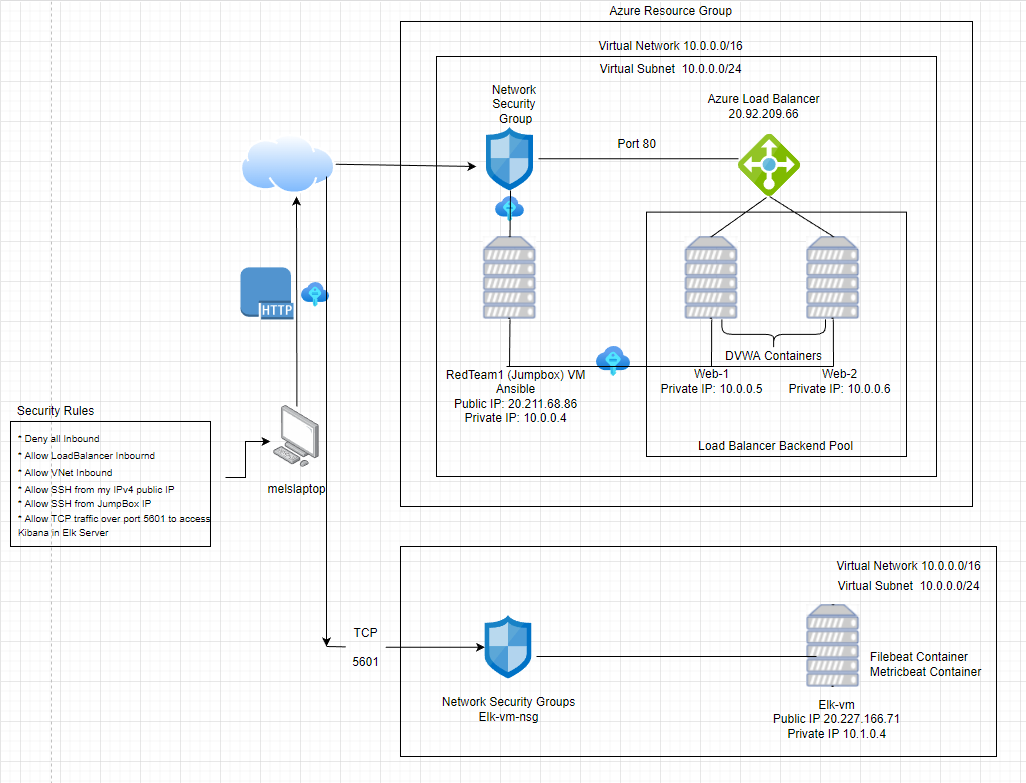 Azure Resource Group
Virtual Network 10.0.0.0/16
Virtual Subnet 10.0.0.0/24
Network
Security
Group
Azure Load Balancer
20.92.209.66
Port 80
HTTP
DVWA Containers
RedTeam1 (Jumpbox) VM
Ansible
Public IP: 20.211.68.86
Private IP: 10.0.0.4
Web-1
Private IP: 10.0.0.5
Web-2
Private IP: 10.0.0.6
Load Balancer Backend Pool
Security Rules
* Deny all Inbound
* Allow LoadBalancer Inbournd
* Allow VNet Inbound
* Allow SSH from my IPv4 public IP
* Allow SSH from JumpBox IP
* Allow TCP traffic over port 5601 to access
Kibana in Elk Server
melslaptop
Virtual Network 10.0.0.0/16
Virtual Subnet 10.0.0.0/24
TCP
5601
Network Security Groups
Elk-vm-nsg
Filebeat Container
Metricbeat Container
Elk-vm
Public IP 20.227.166.71
Private IP 10.1.0.4